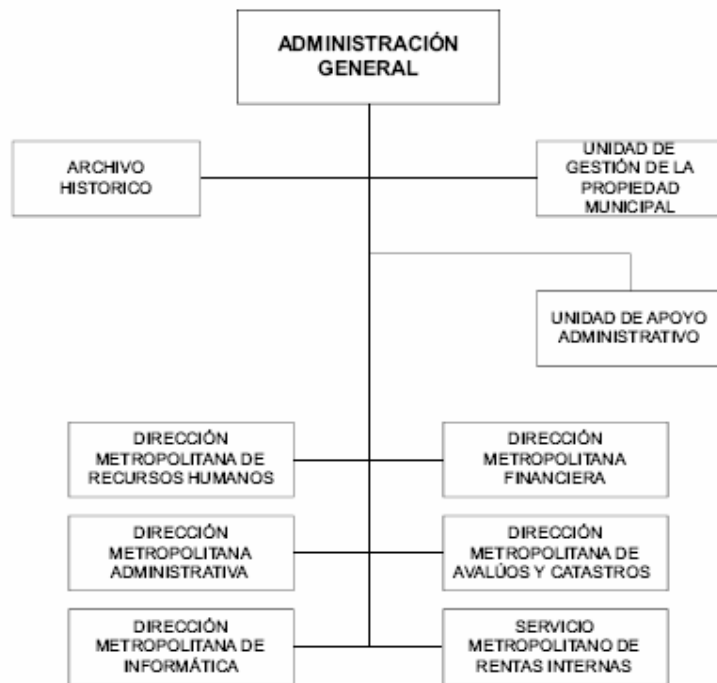 ADMINISTRACIÓN
GENERAL
ARCHIVO
HISTORICO
UNIDAD DE
GESTIÓN DE LA
PROPIEDAD
MUNICIPAL
UNIDAD DE APOYO
ADMINISTRATIVO
DIRECCIÓN
METROPOLITANA DE
RECURSOS HUMANOS
DIRECCIÓN
METROPOLITANA
FINANCIERA
DIRECCIÓN
METROPOLITANA
ADMINISTRATIVA
DIRECCIÓN
METROPOLITANA DE
AVALÚOS Y CATASTROS
DIRECCIÓN
METROPOLITANA DE
INFORMÁTICA
SERVICIO
METROPOLITANO DE
RENTAS INTERNAS